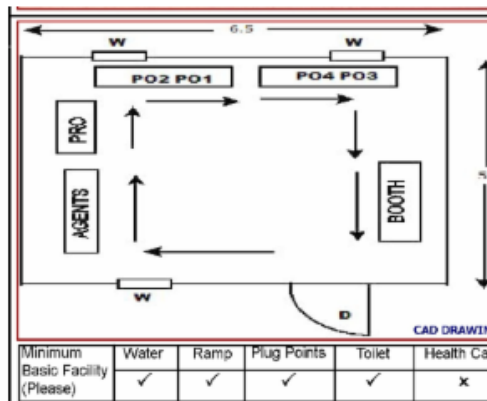 6.5
W W
PO2 PO1 PO4 PO3
PRO
AGENTS
BOOTH
W
D
CAD DRAWIN
Minimum Basic Facility (Please)
Water
Ramp
Plug Points
Toilet
Health Ca
✓ ✓ ✓ ✓ x